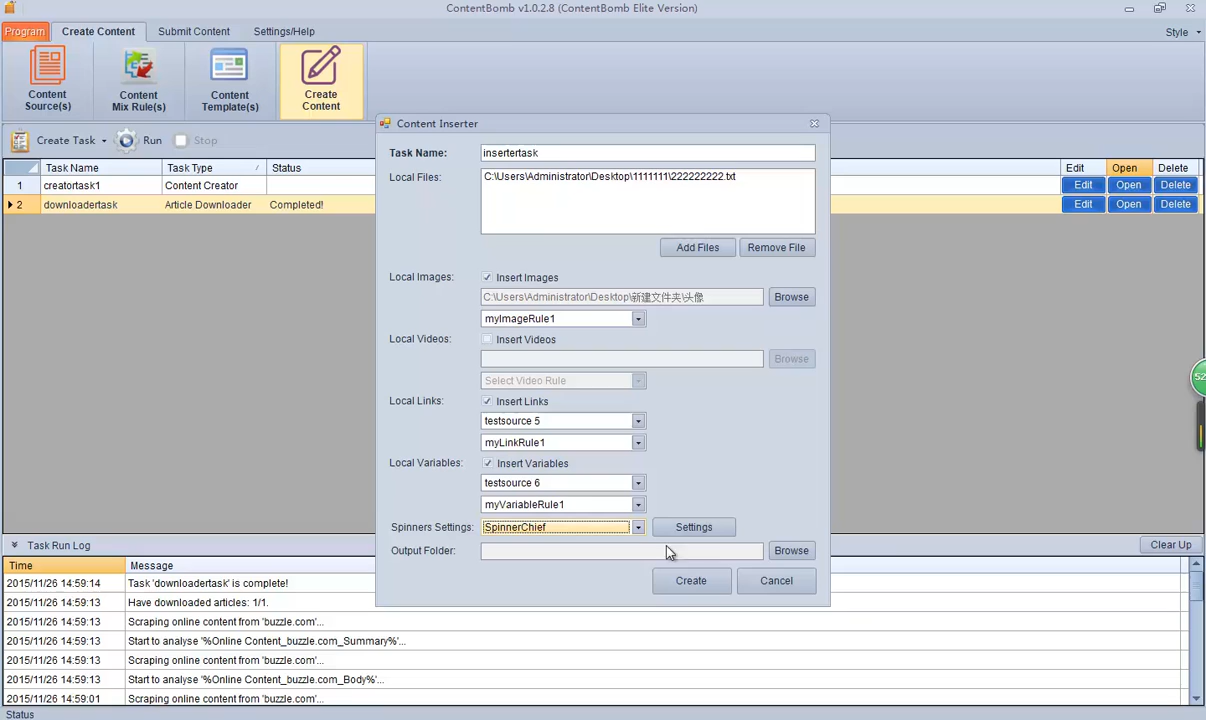 ContentBomb v1.0.2.8 (ContentBomb Elite Version)
Program Create Content Submit Content Settings/Help Style
Content Source(s)
Content Mix Rule(s)
Content Template(s)
Create Content
Create Task Run Stop
Task Name Task Type Status Edit Open Delete
1 creatortask1 Content Creator Edit Open Delete
2 downloadertask Article Downloader Completed! Edit Open Delete
Content Inserter
Task Name: insertertask
Local Files: C:\Users\Administrator\Desktop\1111111\222222222.txt
Add Files Remove File
Local Images: Insert Images
C:\Users\Administrator\Desktop\新建文件夹\头像 Browse
myImageRule1
Local Videos: Insert Videos
Browse
Select Video Rule
Local Links: Insert Links
testsource 5
myLinkRule1
Local Variables: Insert Variables
testsource 6
myVariableRule1
Spinners Settings: SpinnerChief Settings
Output Folder: Browse
Create Cancel
52
Task Run Log Clear Up
Time Message
2015/11/26 14:59:14 Task 'downloadertask' is complete!
2015/11/26 14:59:13 Have downloaded articles: 1/1.
2015/11/26 14:59:13 Scraping online content from 'buzzle.com'...
2015/11/26 14:59:13 Start to analyse '%Online Content_buzzle.com_Summary%'...
2015/11/26 14:59:13 Scraping online content from 'buzzle.com'...
2015/11/26 14:59:13 Start to analyse '%Online Content_buzzle.com_Body%'...
2015/11/26 14:59:01 Scraping online content from 'buzzle.com'...
Status